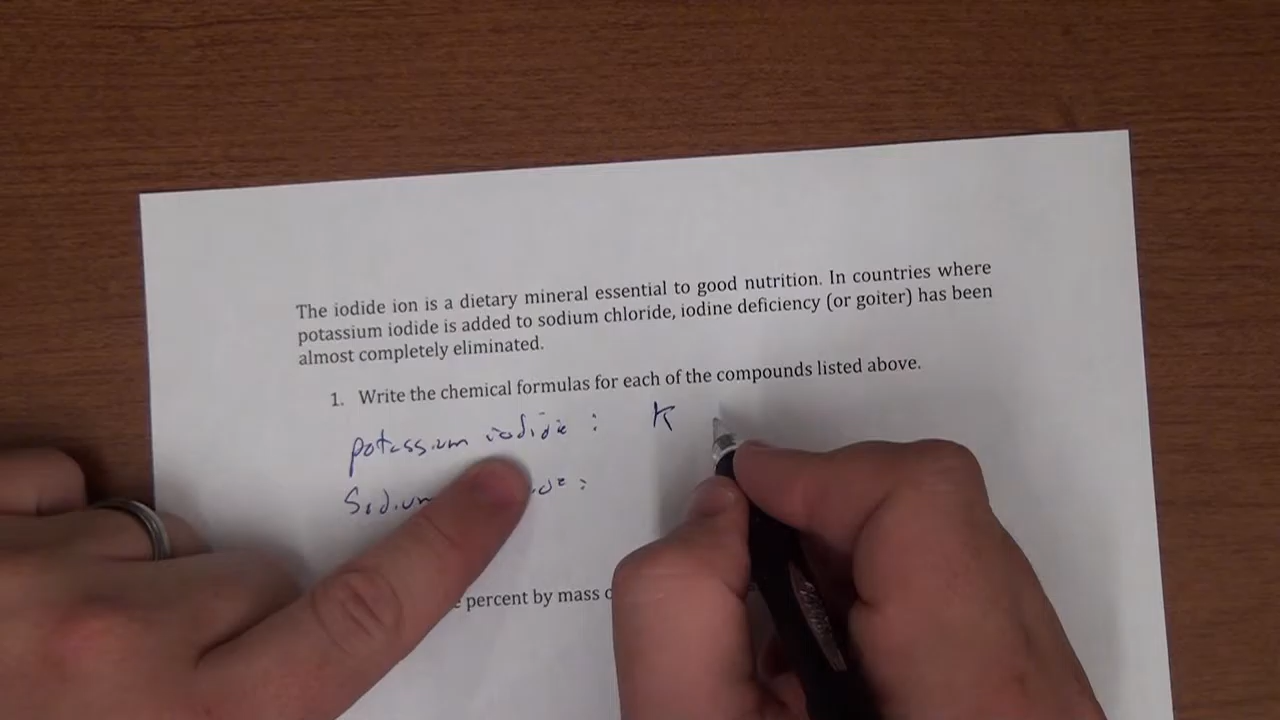 The iodide ion is a dietary mineral essential to good nutrition. In countries where
potassium iodide is added to sodium chloride, iodine deficiency (or goiter) has been
almost completely eliminated.
1. Write the chemical formulas for each of the compounds listed above.
potassium iodide : K
Sodium :
percent by mass